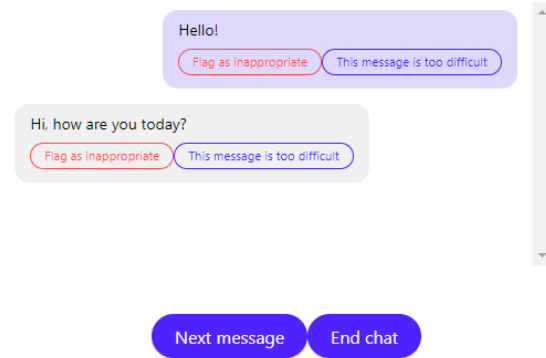 Hello!
Flag as inappropriate This message is too difficult
Hi, how are you today?
Flag as inappropriate This message is too difficult
Next message End chat